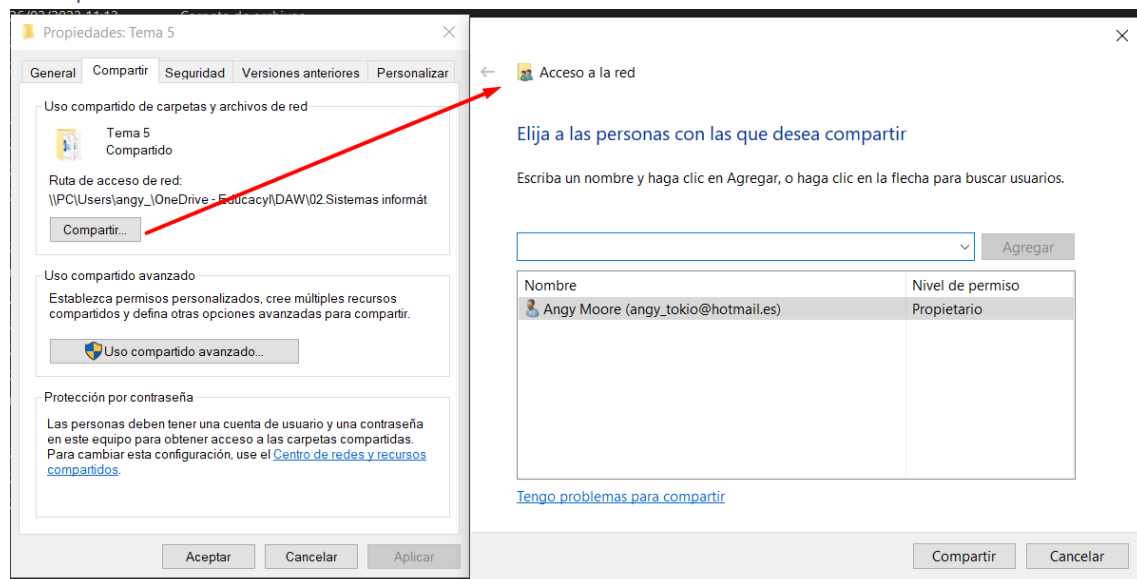 Propiedades: Tema 5
General Compartir Seguridad Versiones anteriores Personalizar
Uso compartido de carpetas y archivos de red
Tema 5
Compartido
Ruta de acceso de red:
\\PC\Users\angy_\OneDrive - Educacyl\DAW\02.Sistemas informát
Compartir...
Uso compartido avanzado
Establezca permisos personalizados, cree múltiples recursos
compartidos y defina otras opciones avanzadas para compartir.
Uso compartido avanzado...
Protección por contraseña
Las personas deben tener una cuenta de usuario y una contraseña
en este equipo para obtener acceso a las carpetas compartidas.
Para cambiar esta configuración, use el Centro de redes y recursos
compartidos.
Aceptar Cancelar Aplicar
Acceso a la red
Elija a las personas con las que desea compartir
Escriba un nombre y haga clic en Agregar, o haga clic en la flecha para buscar usuarios.
Agregar
Nombre Nivel de permiso
Angy Moore (angy_tokio@hotmail.es) Propietario
Tengo problemas para compartir
Compartir Cancelar